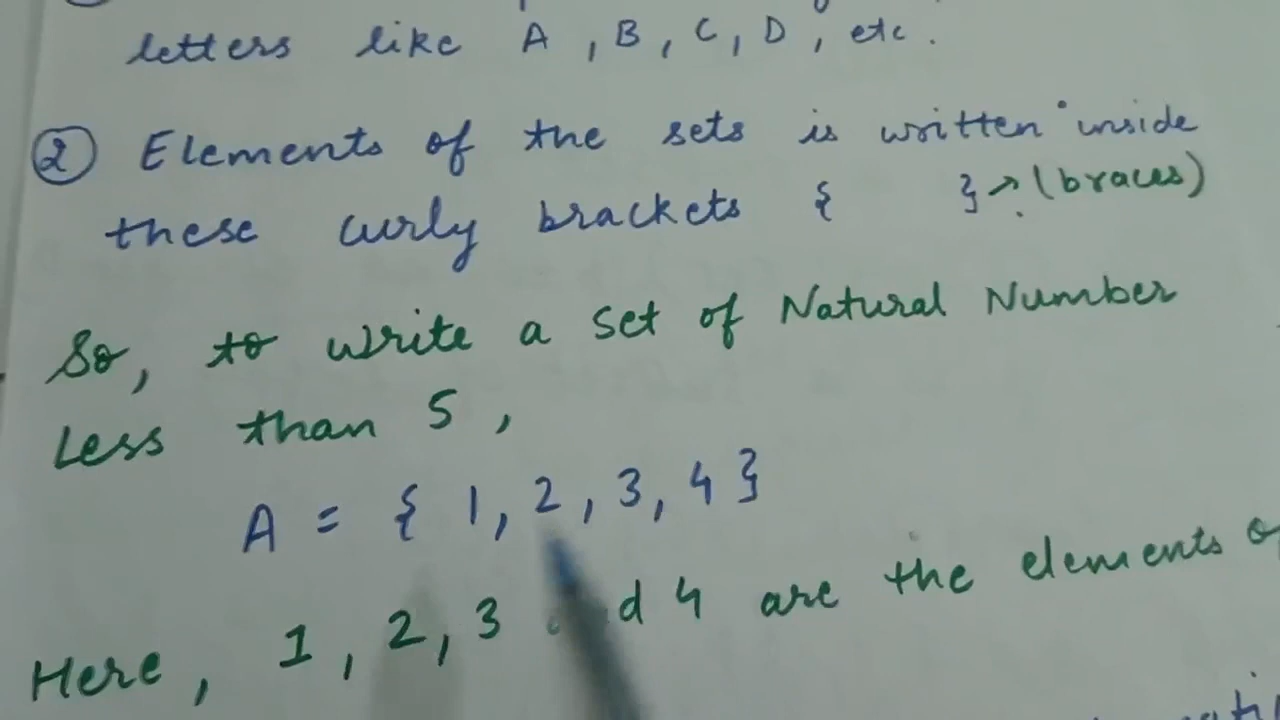 letters like A, B, C, D, etc.
② Elements of the sets is written inside
these curly brackets { } → (braces)
So, to write a set of Natural Number
Less than 5,
A = { 1, 2, 3, 4 }
Here, 1, 2, 3 4 are the elements